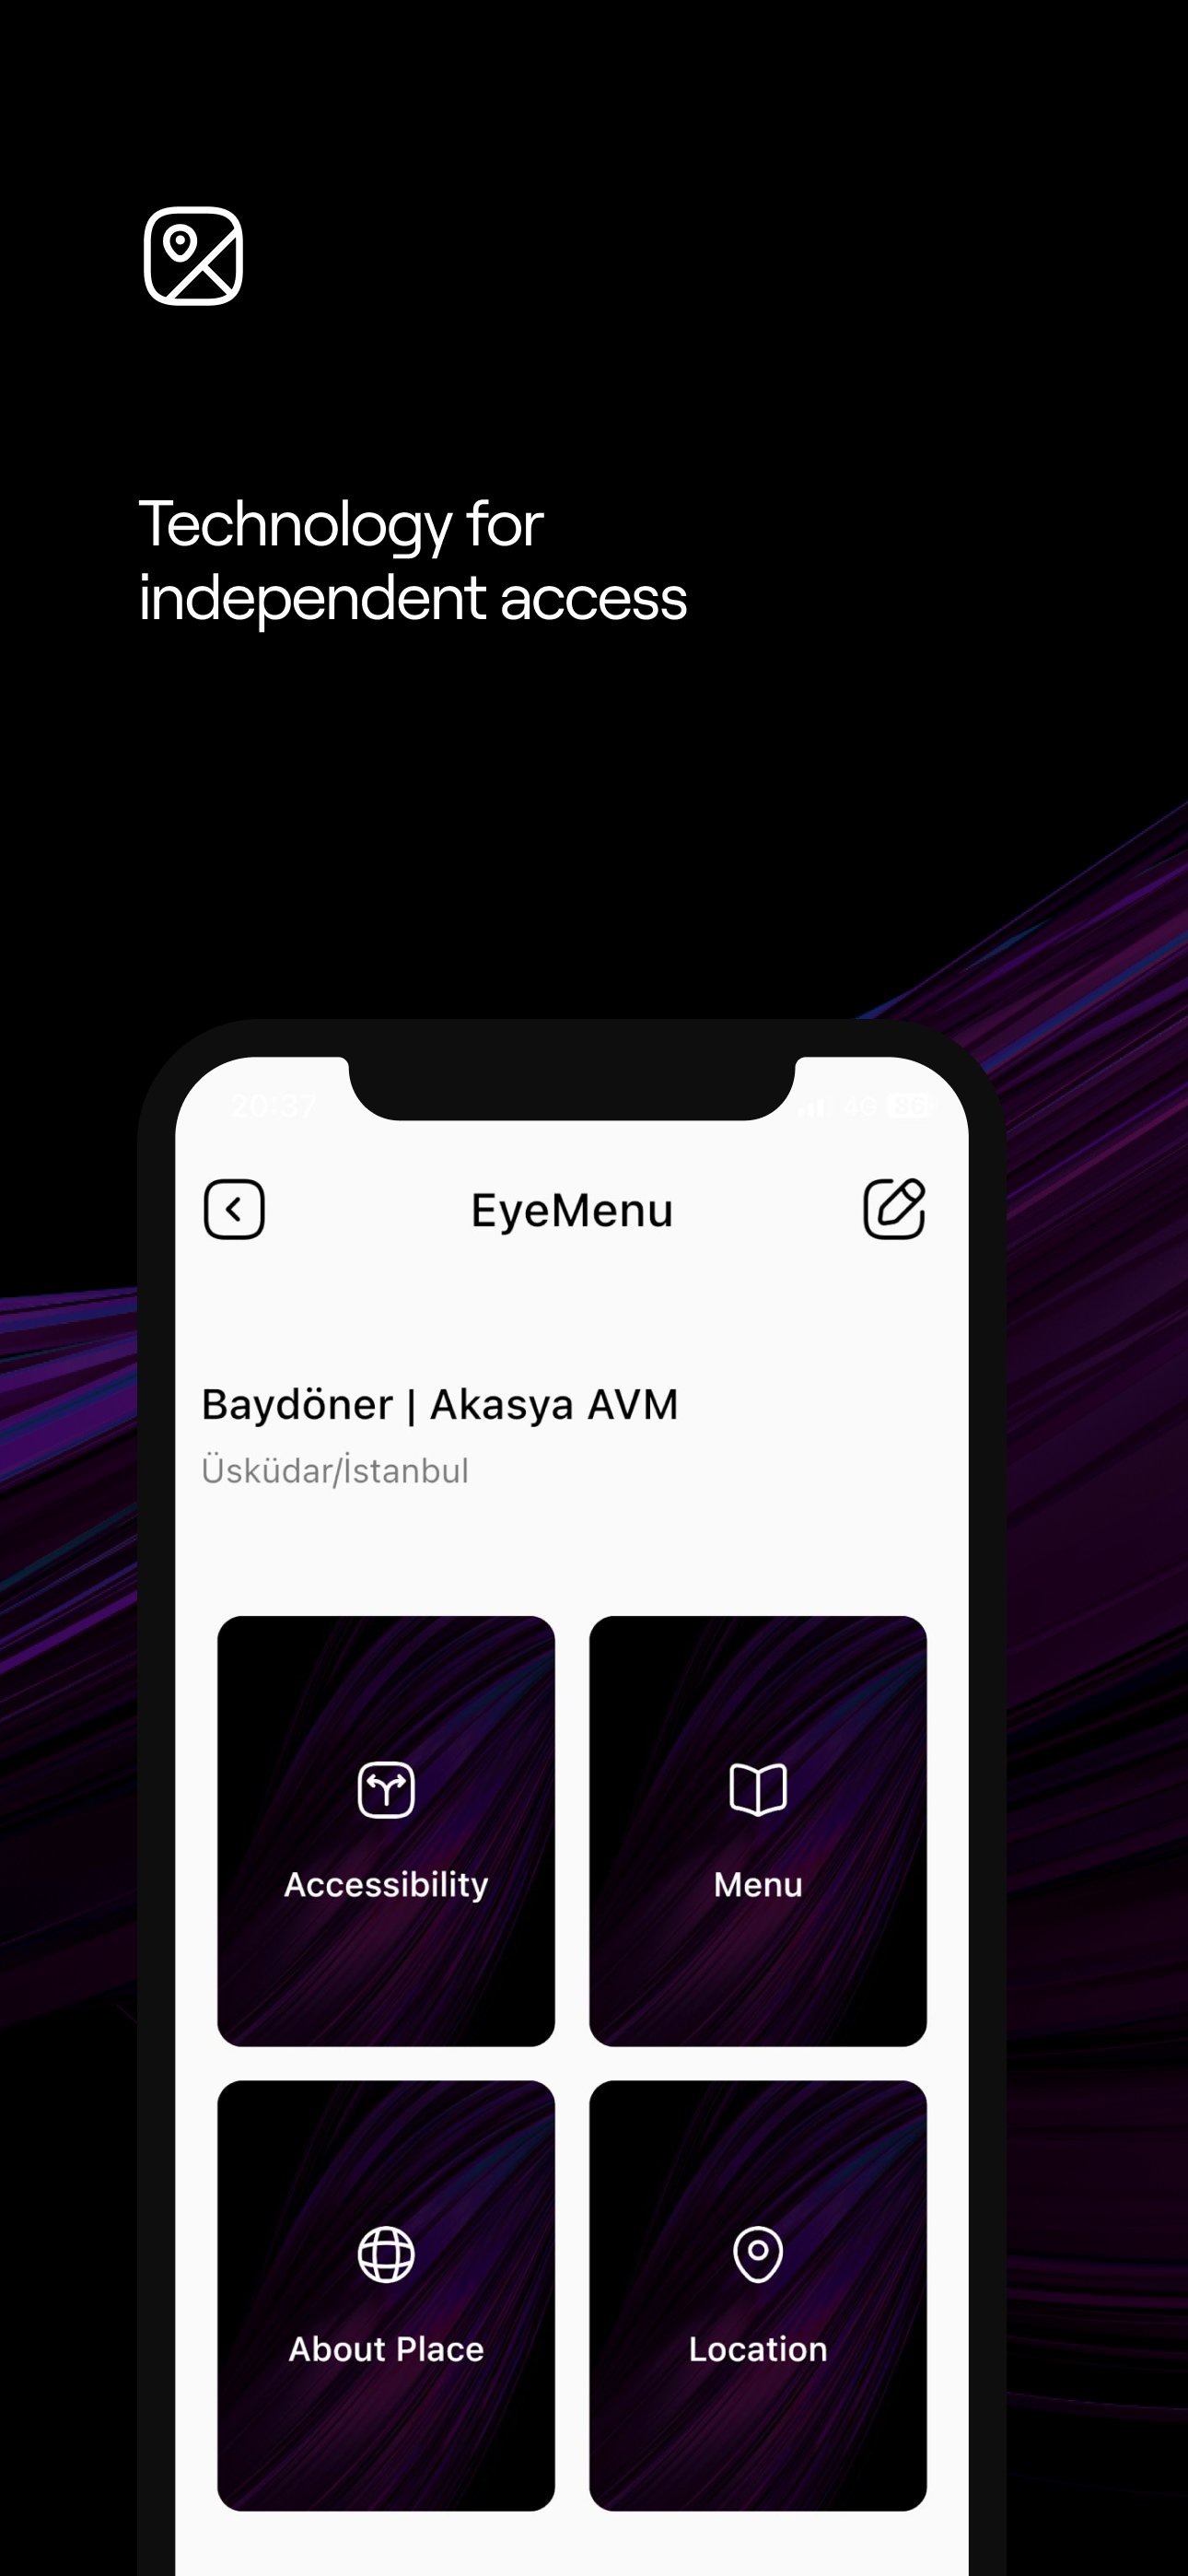 Technology for
independent access
20:37 4G 86
EyeMenu
Baydöner | Akasya AVM
Üsküdar/İstanbul
Accessibility Menu
About Place Location